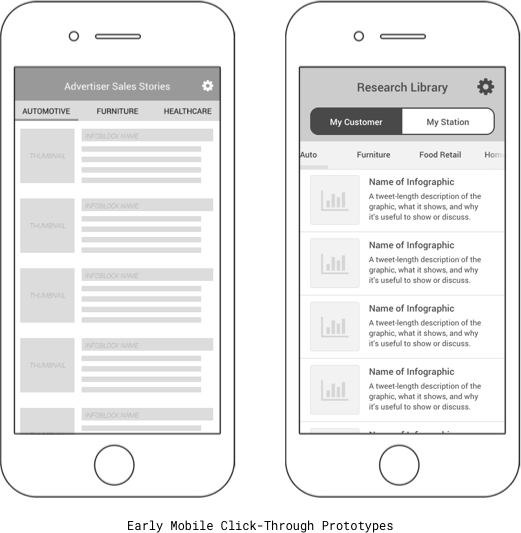 Advertiser Sales Stories
AUTOMOTIVE FURNITURE HEALTHCARE
THUMBNAIL
INFOBLOCK NAME
THUMBNAIL
INFOBLOCK NAME
THUMBNAIL
INFOBLOCK NAME
THUMBNAIL
INFOBLOCK NAME
THUMBNAIL
INFOBLOCK NAME
Research Library
My Customer My Station
Auto Furniture Food Retail Hom
Name of Infographic
A tweet-length description of the
graphic, what it shows, and why
it's useful to show or discuss.
Name of Infographic
A tweet-length description of the
graphic, what it shows, and why
it's useful to show or discuss.
Name of Infographic
A tweet-length description of the
graphic, what it shows, and why
it's useful to show or discuss.
Name of Infographic
A tweet-length description of the
graphic, what it shows, and why
it's useful to show or discuss.
Name of Infographic
Early Mobile Click-Through Prototypes